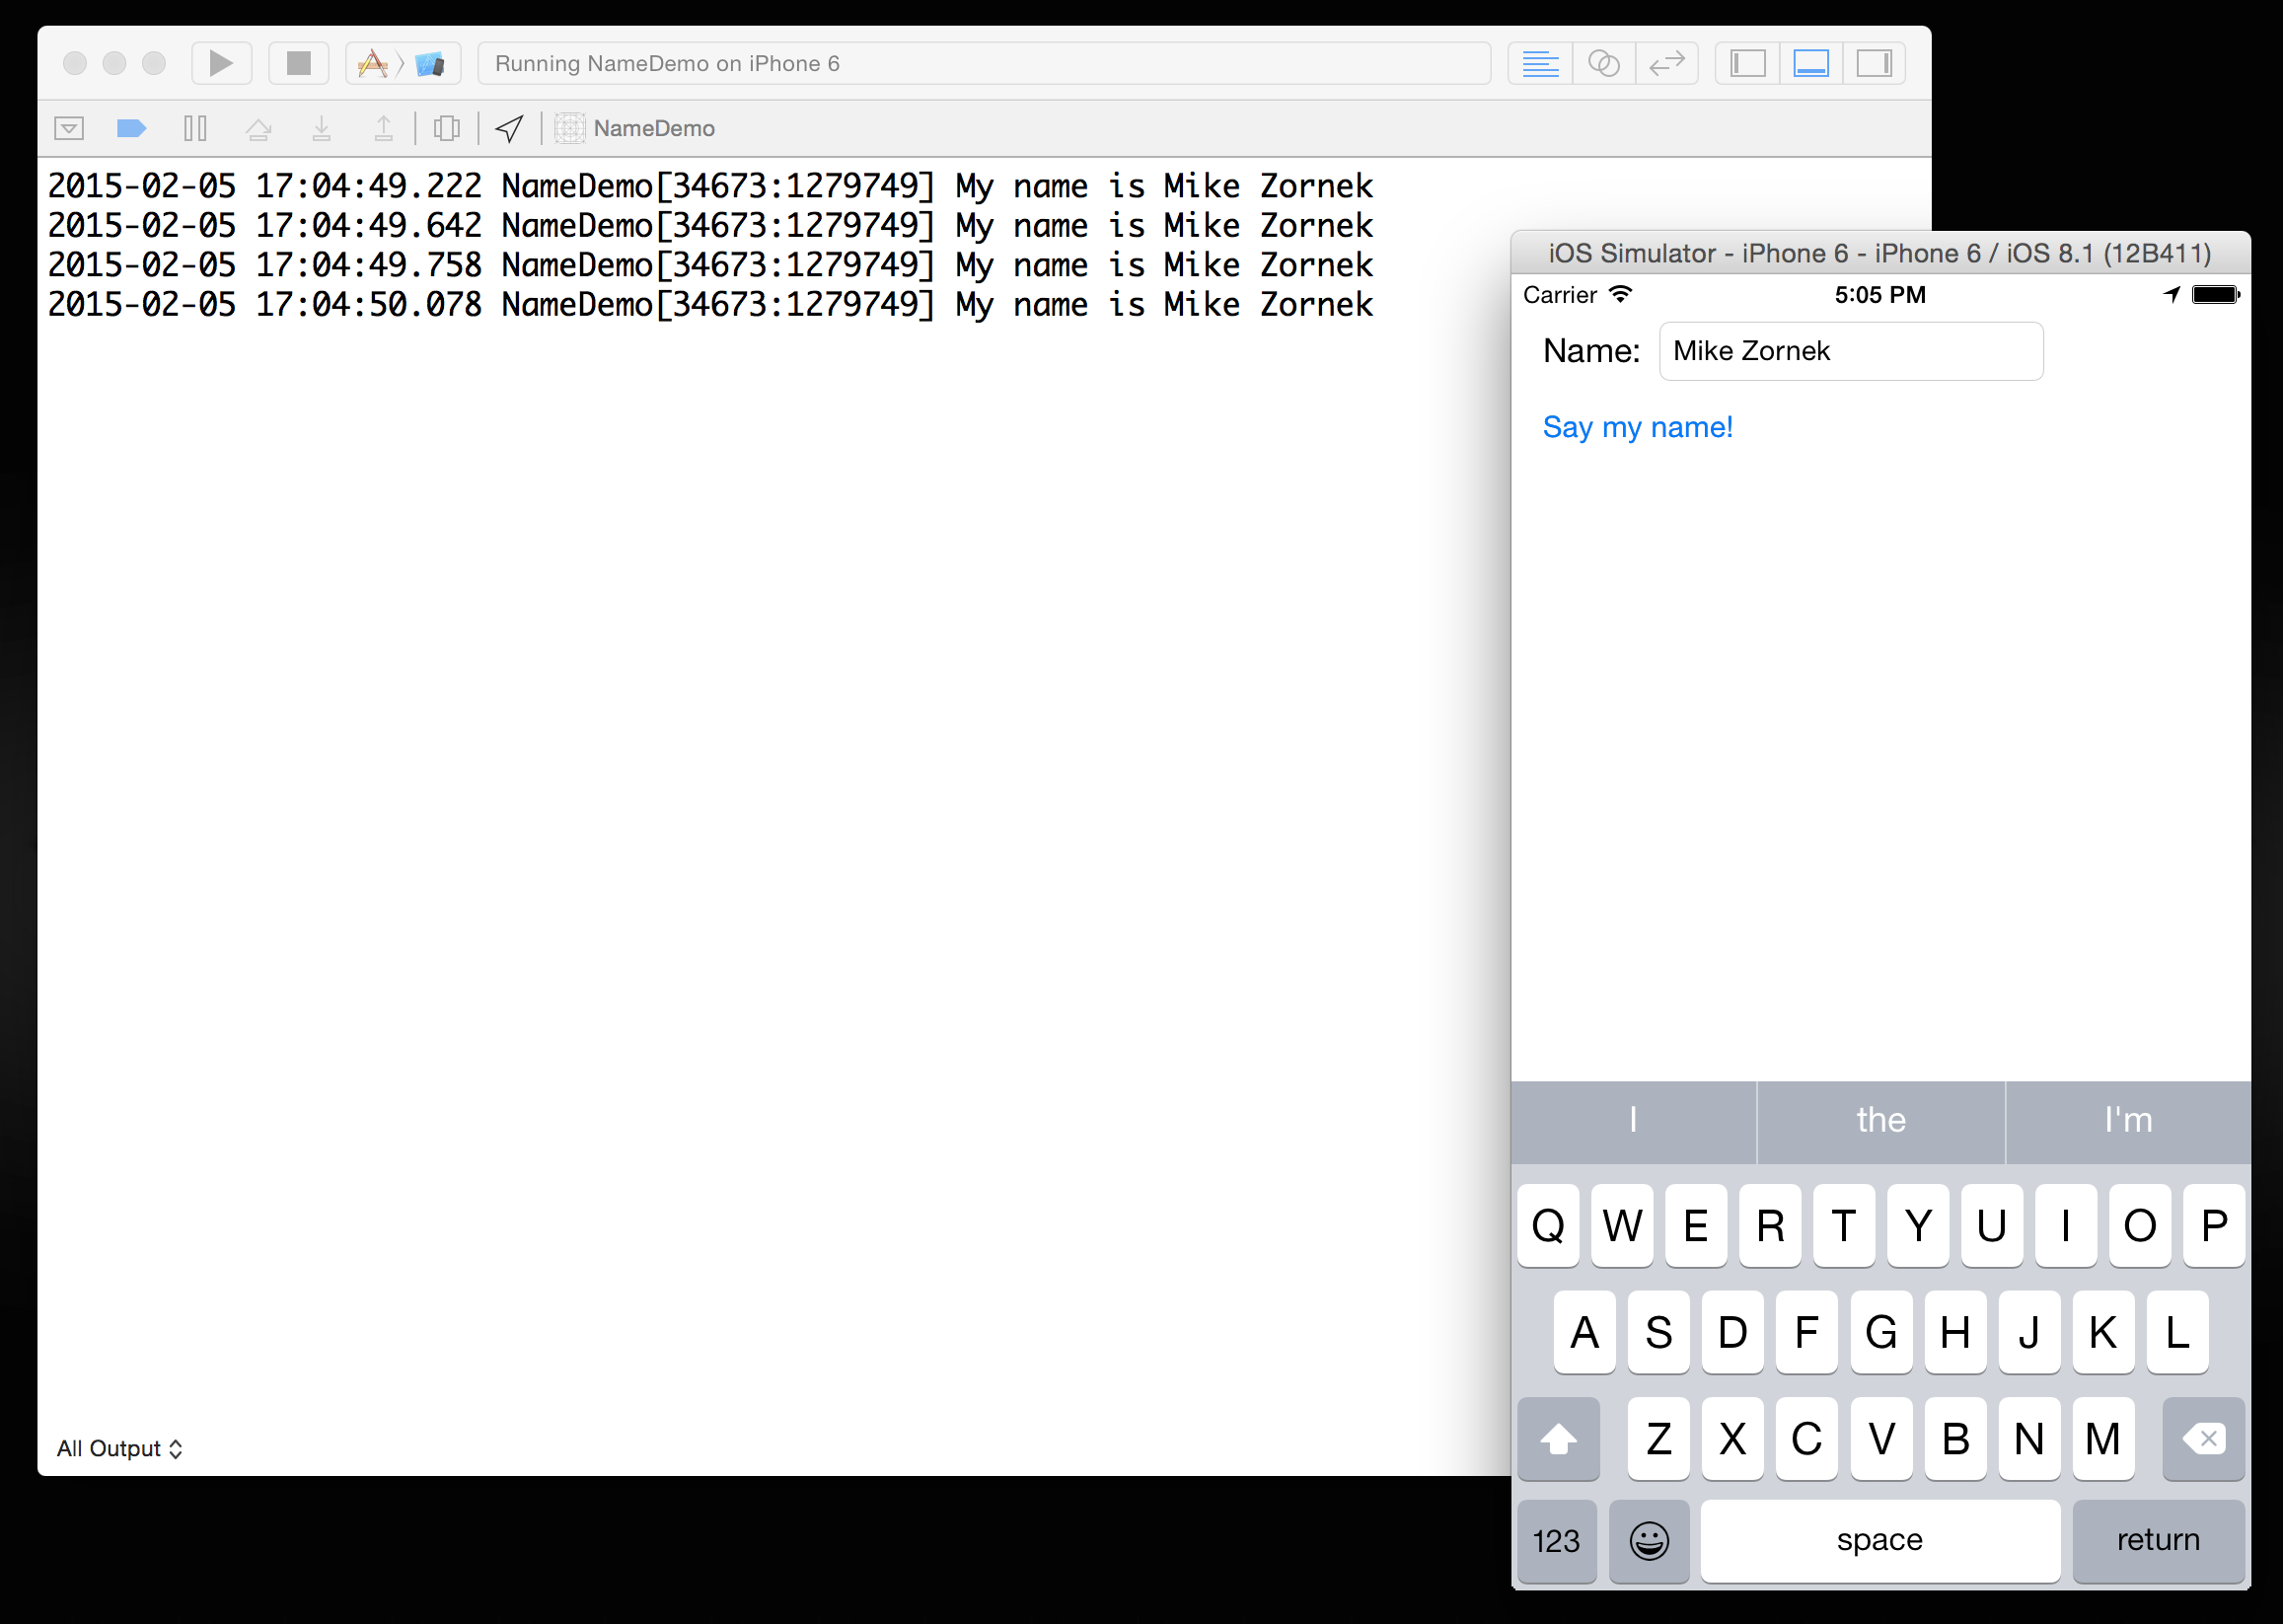 Running NameDemo on iPhone 6
NameDemo
2015-02-05 17:04:49.222 NameDemo[34673:1279749] My name is Mike Zornek
2015-02-05 17:04:49.642 NameDemo[34673:1279749] My name is Mike Zornek
2015-02-05 17:04:49.758 NameDemo[34673:1279749] My name is Mike Zornek
2015-02-05 17:04:50.078 NameDemo[34673:1279749] My name is Mike Zornek
All Output
iOS Simulator - iPhone 6 - iPhone 6 / iOS 8.1 (12B411)
Carrier 5:05 PM
Name: Mike Zornek
Say my name!
I the I'm
Q W E R T Y U I O P
A S D F G H J K L
Z X C V B N M
123 space return